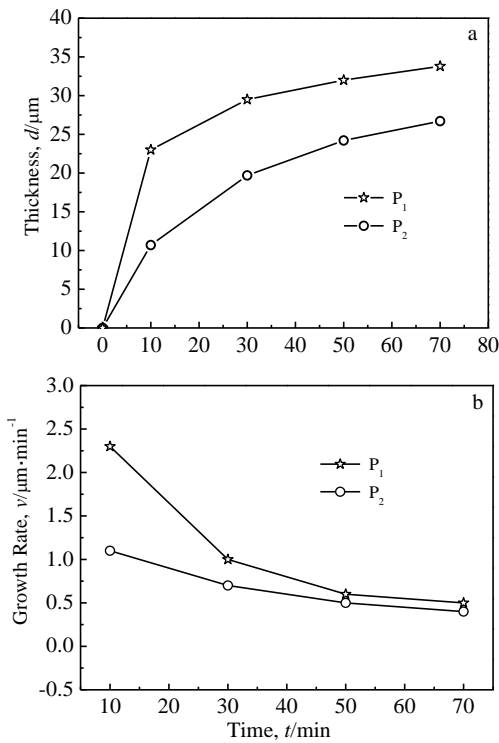 a
40
35
30
25
20
15
10
5
0
Thickness, d/μm
P₁
P₂
0 10 20 30 40 50 60 70 80
b
3.0
2.5
2.0
1.5
1.0
0.5
0.0
-0.5
Growth Rate, v/μm·min⁻¹
P₁
P₂
10 20 30 40 50 60 70
Time, t/min